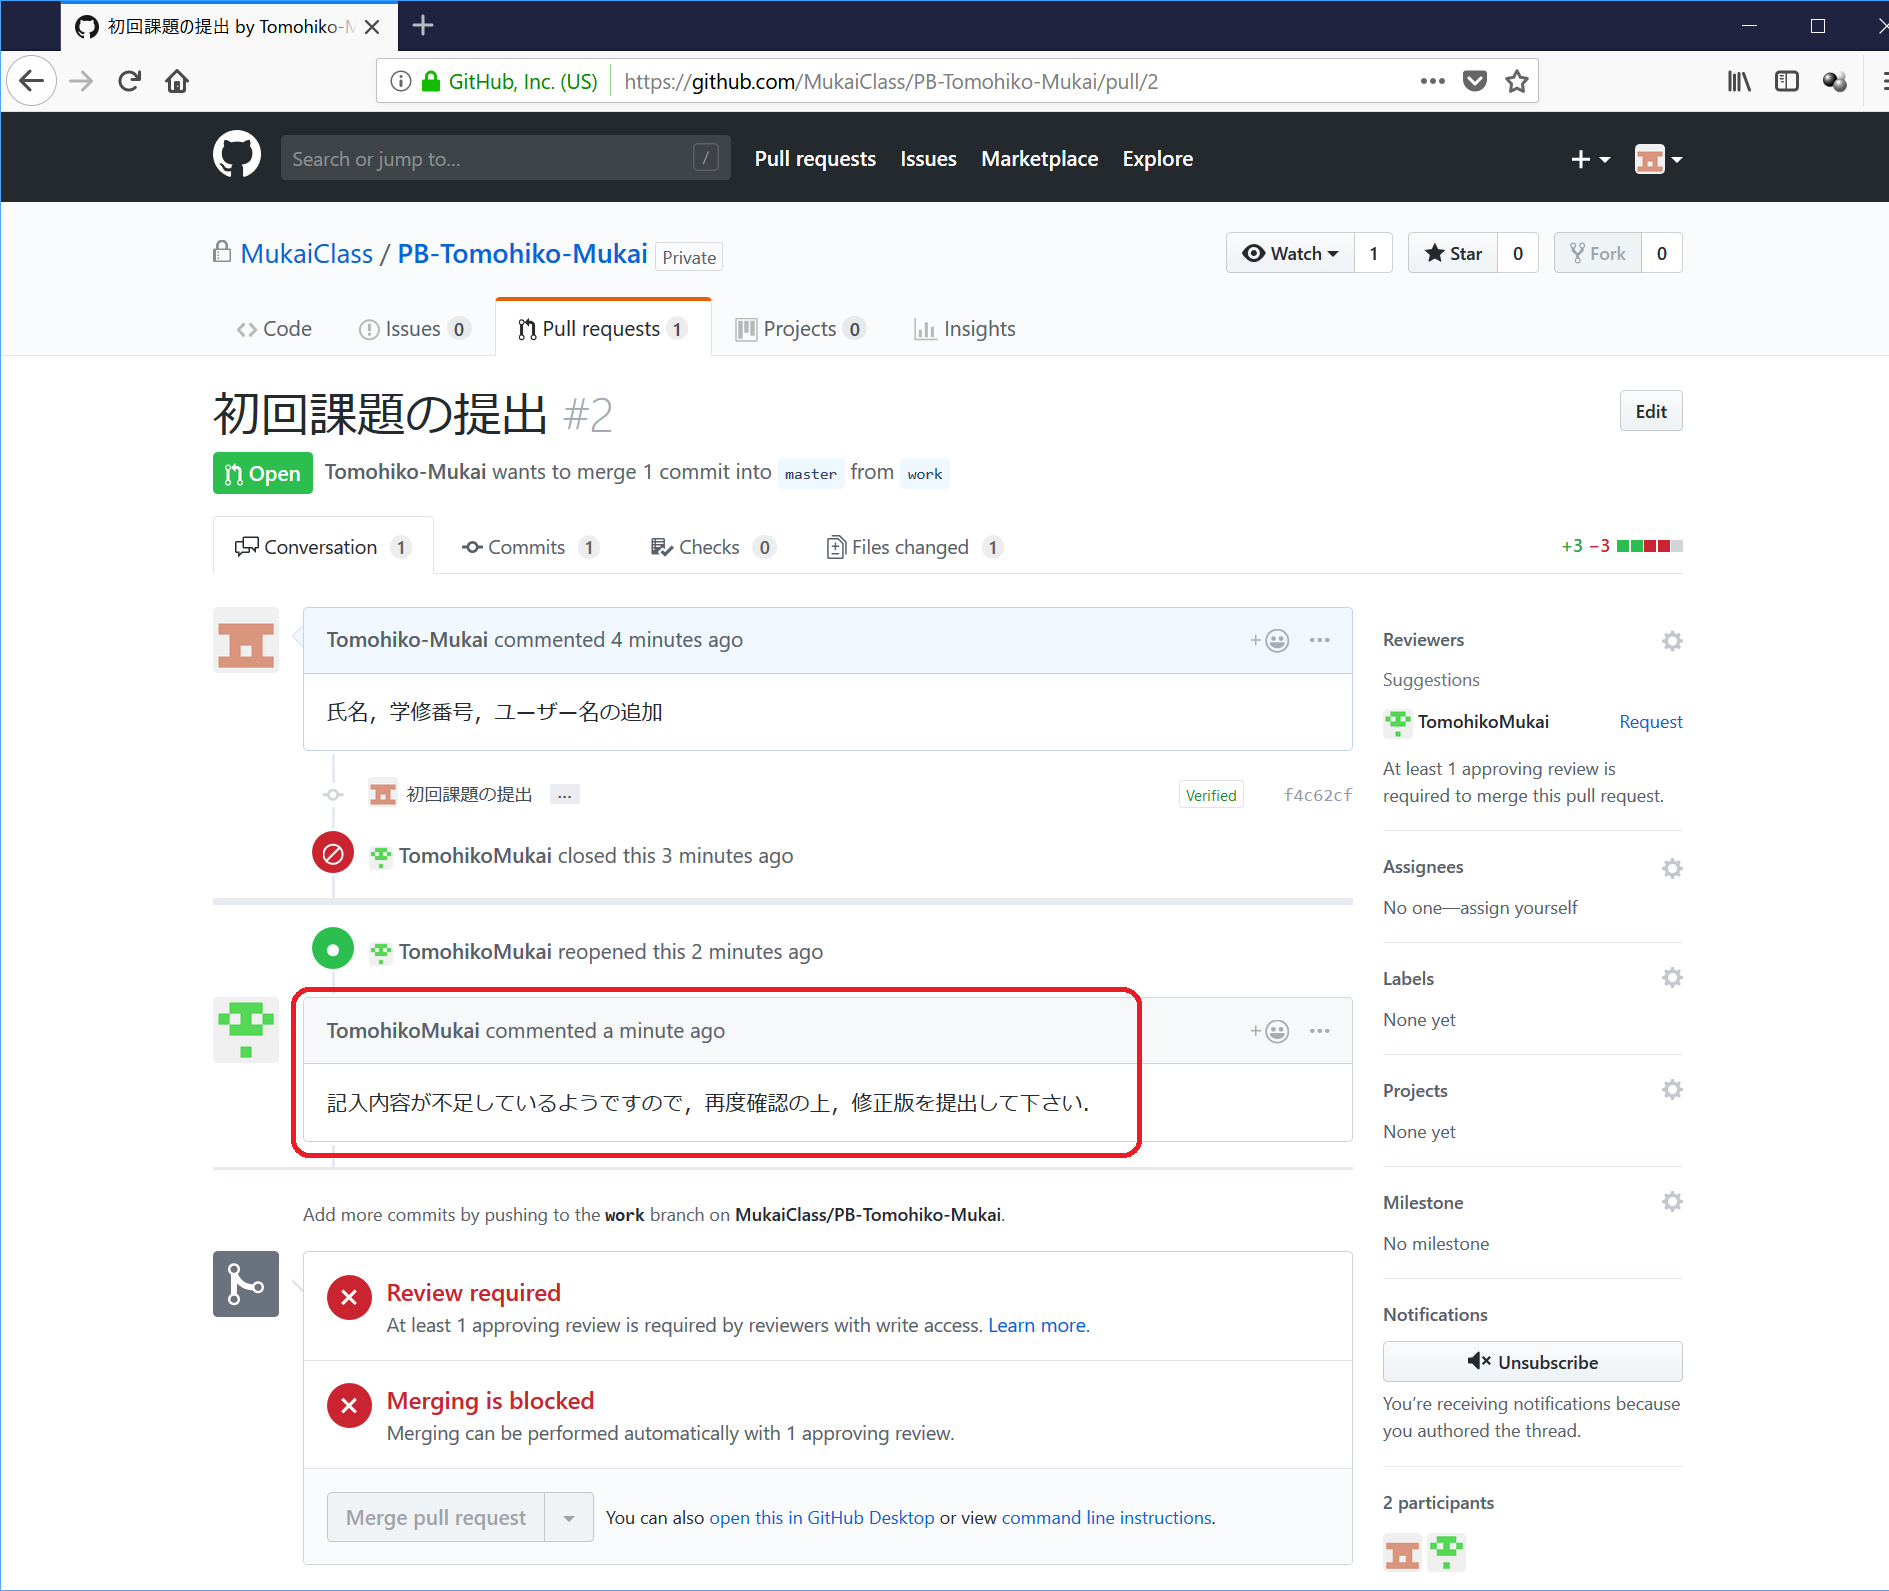 初回課題の提出 by Tomohiko-M
GitHub, Inc. (US) https://github.com/MukaiClass/PB-Tomohiko-Mukai/pull/2
Search or jump to... / Pull requests Issues Marketplace Explore
MukaiClass / PB-Tomohiko-Mukai Private Watch 1 Star 0 Fork 0
Code Issues 0 Pull requests 1 Projects 0 Insights
初回課題の提出 #2 Edit
Open Tomohiko-Mukai wants to merge 1 commit into master from work
Conversation 1 Commits 1 Checks 0 Files changed 1 +3 −3
Tomohiko-Mukai commented 4 minutes ago
氏名，学修番号，ユーザー名の追加
初回課題の提出 … Verified f4c62cf
TomohikoMukai closed this 3 minutes ago
TomohikoMukai reopened this 2 minutes ago
TomohikoMukai commented a minute ago
記入内容が不足しているようですので，再度確認の上，修正版を提出して下さい．
Add more commits by pushing to the work branch on MukaiClass/PB-Tomohiko-Mukai.
Review required
At least 1 approving review is required by reviewers with write access. Learn more.
Merging is blocked
Merging can be performed automatically with 1 approving review.
Merge pull request You can also open this in GitHub Desktop or view command line instructions.
Reviewers
Suggestions
TomohikoMukai Request
At least 1 approving review is
required to merge this pull request.
Assignees
No one—assign yourself
Labels
None yet
Projects
None yet
Milestone
No milestone
Notifications
Unsubscribe
You’re receiving notifications because
you authored the thread.
2 participants